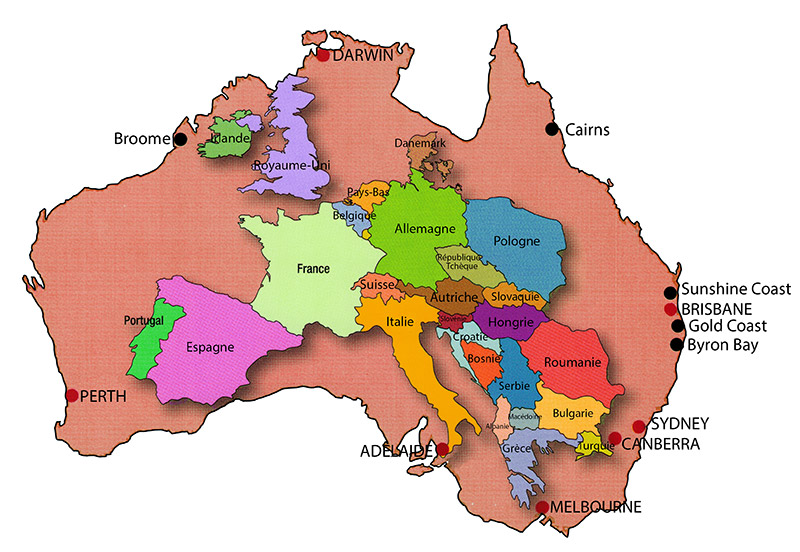 DARWIN
Broome
Cairns
Irlande
Danemark
Royaume-Uni
Pays-Bas
Belgique
Allemagne
Pologne
République
Tchèque
France
Suisse
Autriche
Slovaquie
Sunshine Coast
BRISBANE
Gold Coast
Byron Bay
Portugal
Italie
Slovénie
Hongrie
Croatie
Espagne
Bosnie
Roumanie
Serbie
PERTH
Bulgarie
Macédoine
Albanie
SYDNEY
CANBERRA
ADELAIDE
Grèce
Turquie
MELBOURNE